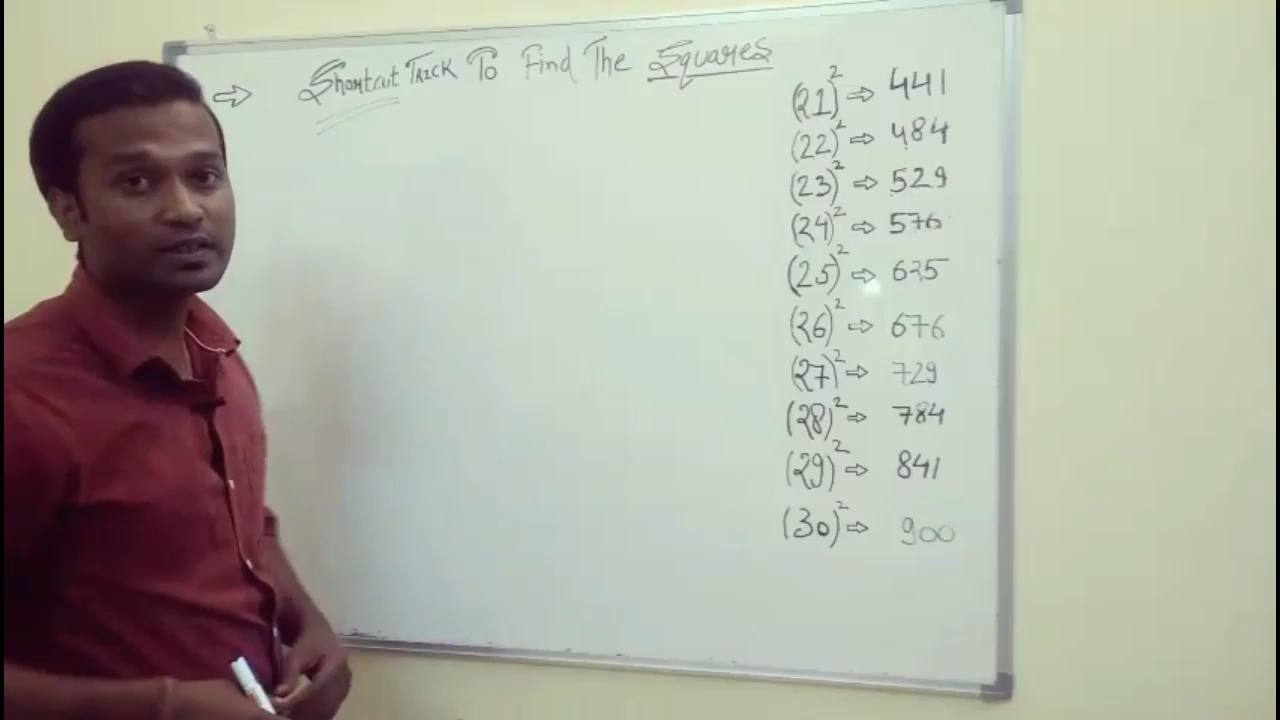 ⇒ Shortcut TRICK To Find The Squares
(21)² ⇒ 441
(22)² ⇒ 484
(23)² ⇒ 529
(24)² ⇒ 576
(25)² ⇒ 625
(26)² ⇒ 676
(27)² ⇒ 729
(28)² ⇒ 784
(29)² ⇒ 841
(30)² ⇒ 900